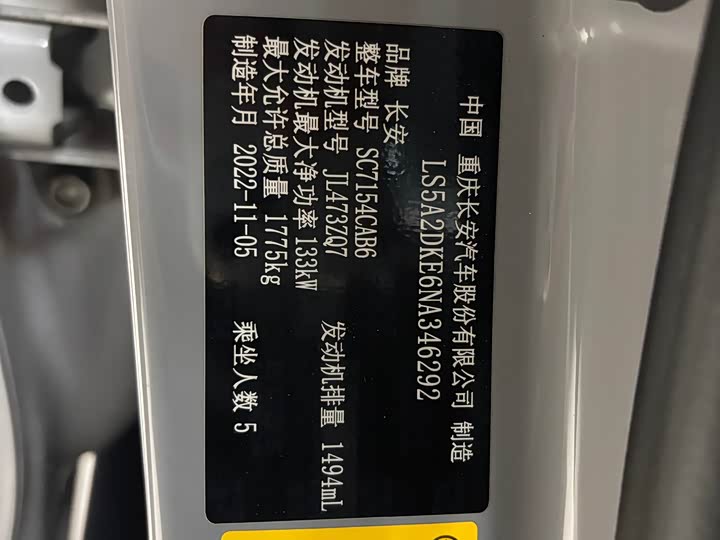 中国 重庆长安汽车股份有限公司 制造
LS5A2DKE6NA346292
品牌 长安
整车型号 SC7154CAB6
发动机型号 JL473ZQ7 发动机排量 1494mL
发动机最大净功率 133kW
最大允许总质量 1775kg
制造年月 2022-11-05 乘坐人数 5